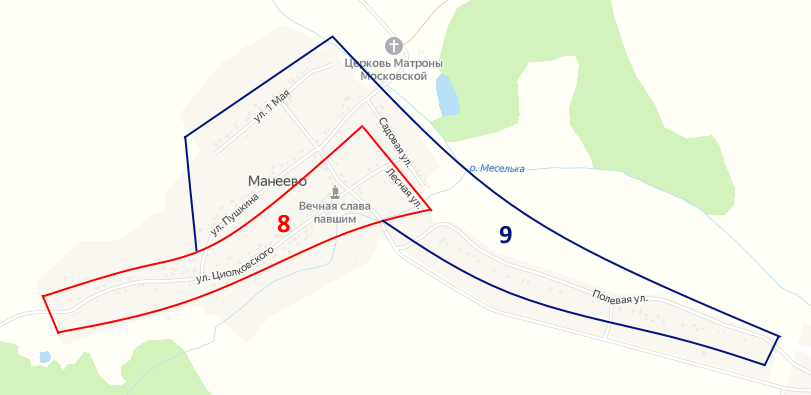 Церковь Матроны
Московской
ул. 1 Мая
Садовая ул.
р. Меселька
Манеево
Лесная ул.
Вечная слава
павшим
ул. Пушкина
8
9
ул. Циолковского
Полевая ул.